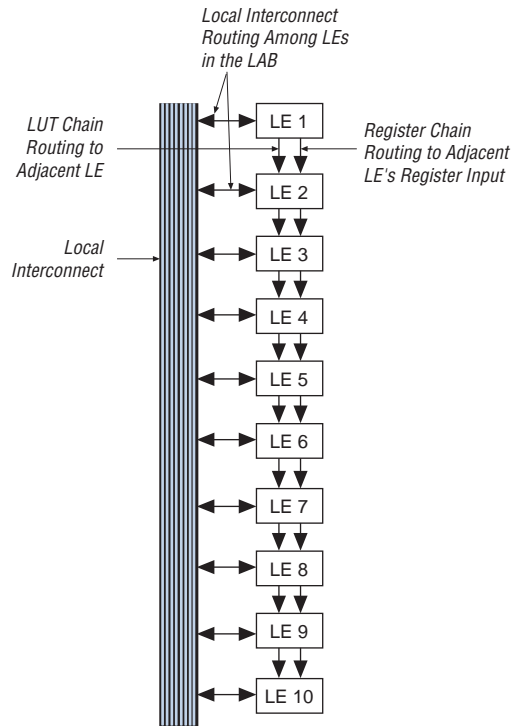 Local Interconnect
Routing Among LEs
in the LAB
LUT Chain
Routing to
Adjacent LE
Register Chain
Routing to Adjacent
LE's Register Input
Local
Interconnect
LE 1
LE 2
LE 3
LE 4
LE 5
LE 6
LE 7
LE 8
LE 9
LE 10